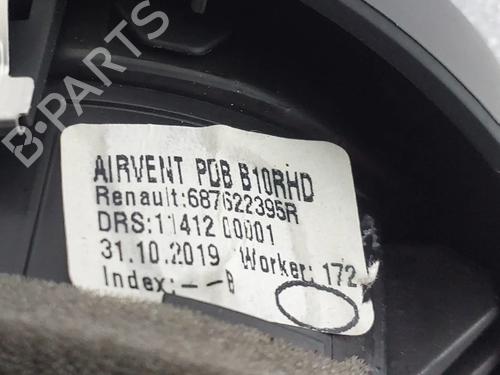 B-PARTS
AIRVENT PDB B10RHD
Renault:687622395R
DRS:11412 00001
31.10.2019 Worker: 172
Index:--B